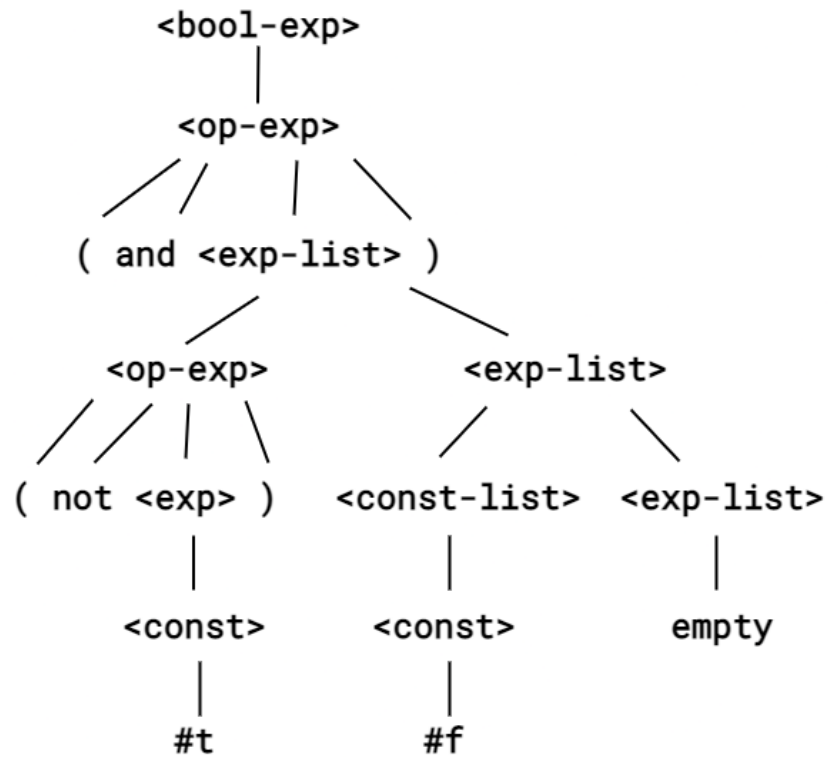 <bool-exp>
<op-exp>
( and <exp-list> )
<op-exp> <exp-list>
( not <exp> ) <const-list> <exp-list>
<const> <const> empty
#t #f